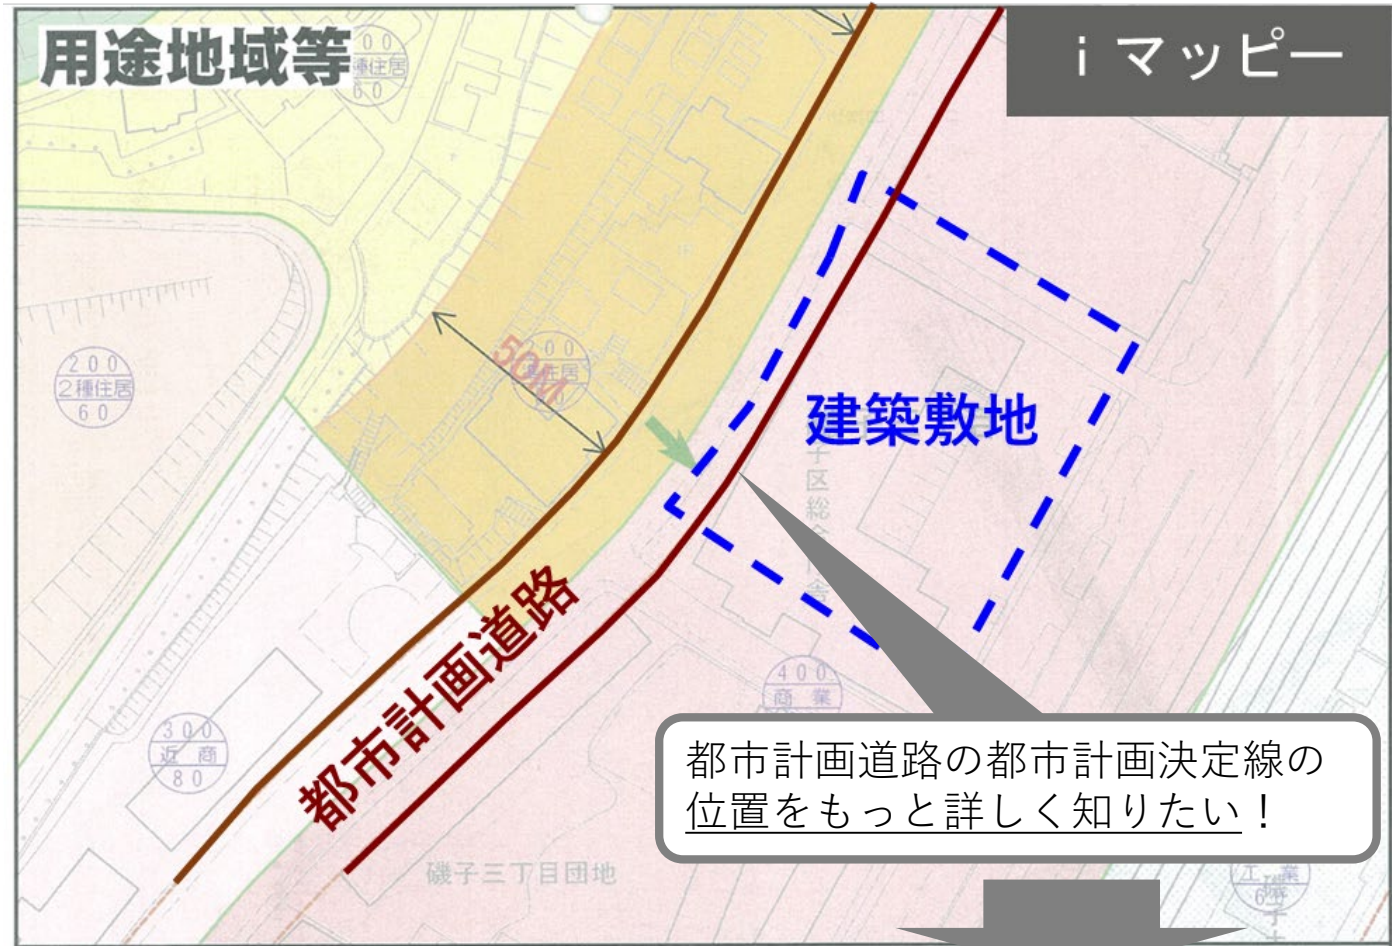 用途地域等
i マッピー
200
2種住居
60
50M
建築敷地
都市計画道路
400
商 業
300
近 商
80
都市計画道路の都市計画決定線の
位置をもっと詳しく知りたい！
磯子三丁目団地